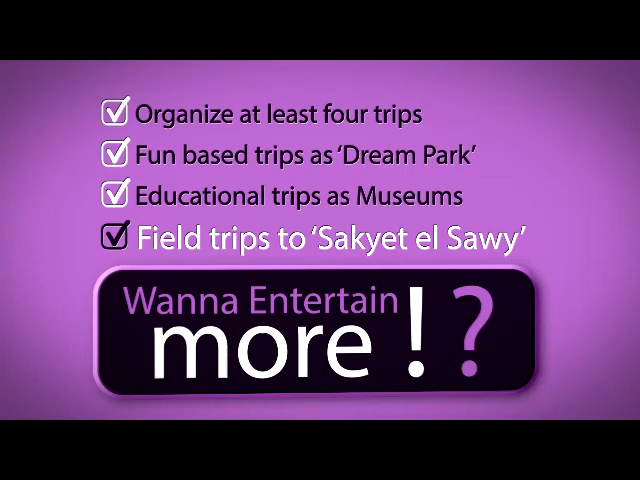 Organize at least four trips
Fun based trips as ‘Dream Park’
Educational trips as Museums
Field trips to ‘Sakyet el Sawy’
Wanna Entertain
more ! ?